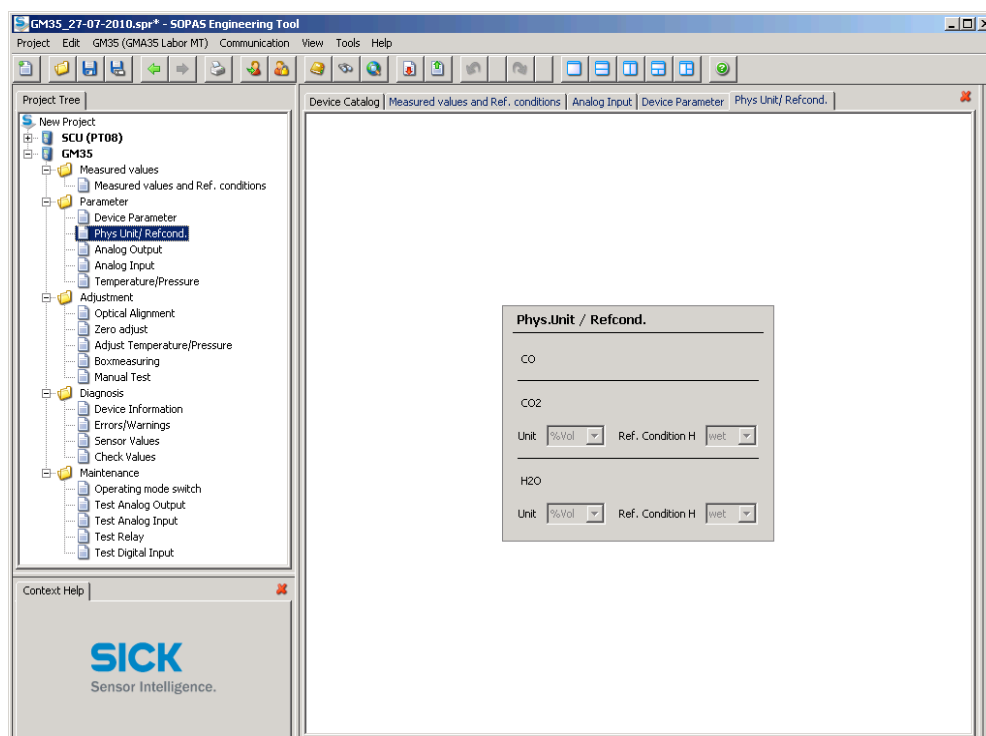 GM35_27-07-2010.spr* - SOPAS Engineering Tool
Project Edit GM35 (GMA35 Labor MT) Communication View Tools Help
Project Tree
New Project
SCU (PT08)
GM35
Measured values
Measured values and Ref. conditions
Parameter
Device Parameter
Phys Unit/ Refcond.
Analog Output
Analog Input
Temperature/Pressure
Adjustment
Optical Alignment
Zero adjust
Adjust Temperature/Pressure
Boxmeasuring
Manual Test
Diagnosis
Device Information
Errors/Warnings
Sensor Values
Check Values
Maintenance
Operating mode switch
Test Analog Output
Test Analog Input
Test Relay
Test Digital Input
Context Help
SICK
Sensor Intelligence.
Device Catalog Measured values and Ref. conditions Analog Input Device Parameter Phys Unit/ Refcond.
Phys.Unit / Refcond.
CO
CO2
Unit %Vol Ref. Condition H wet
H2O
Unit %Vol Ref. Condition H wet